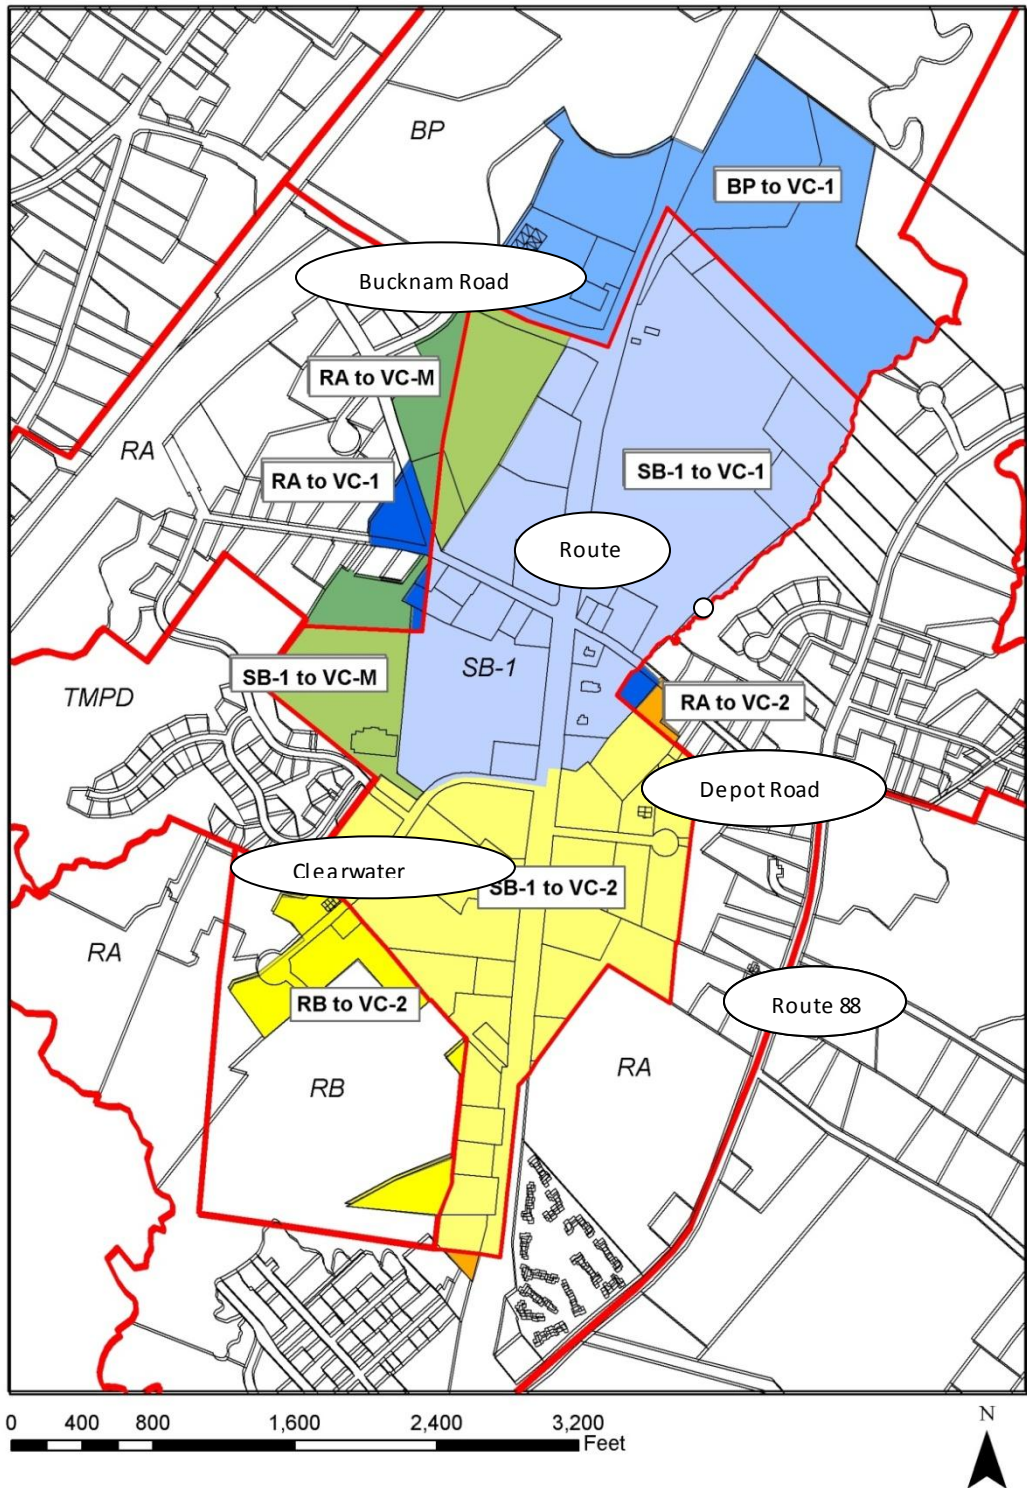 BP
BP to VC-1
Bucknam Road
RA to VC-M
RA
RA to VC-1
SB-1 to VC-1
Route
SB-1 to VC-M
SB-1
TMPD
RA to VC-2
Depot Road
Clearwater
SB-1 to VC-2
RA
RB to VC-2
Route 88
RB
RA
0 400 800 1,600 2,400 3,200
Feet
N